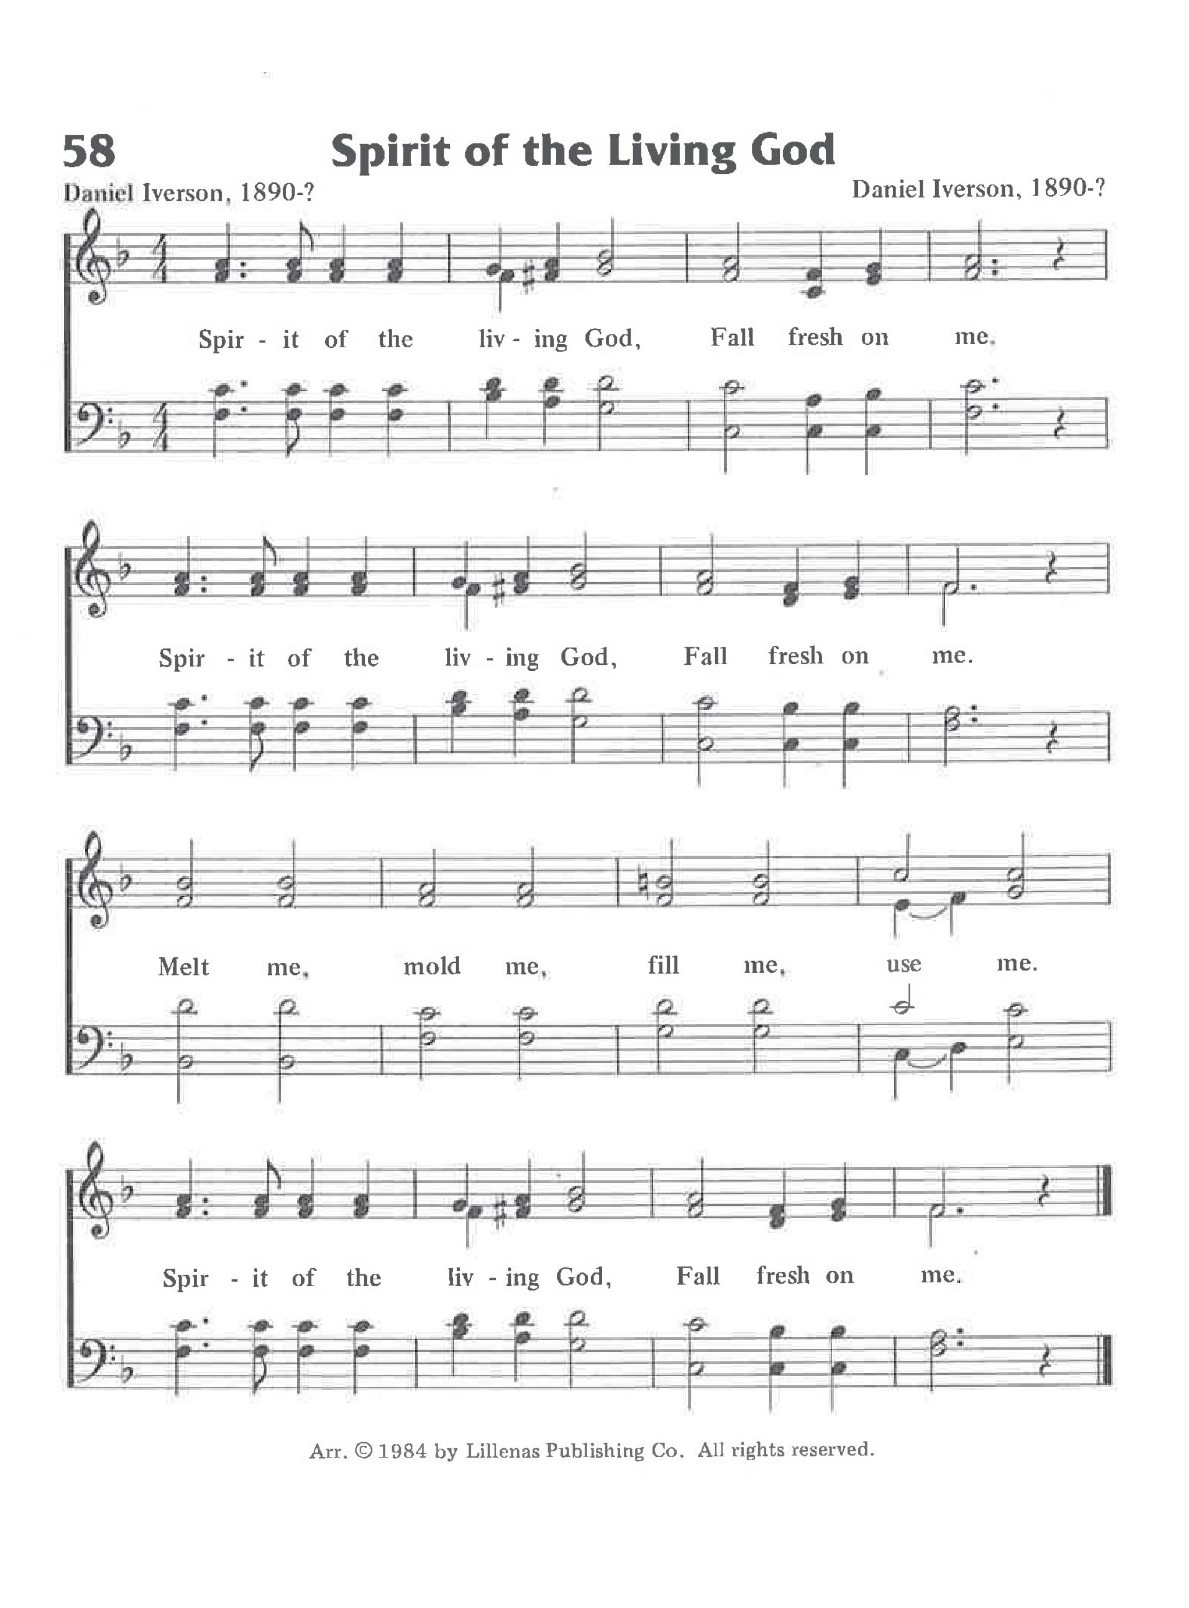 58 Spirit of the Living God
Daniel Iverson, 1890-? Daniel Iverson, 1890-?
Spir - it of the liv - ing God, Fall fresh on me.
Spir - it of the liv - ing God, Fall fresh on me.
Melt me, mold me, fill me, use me.
Spir - it of the liv - ing God, Fall fresh on me.
Arr. © 1984 by Lillenas Publishing Co. All rights reserved.